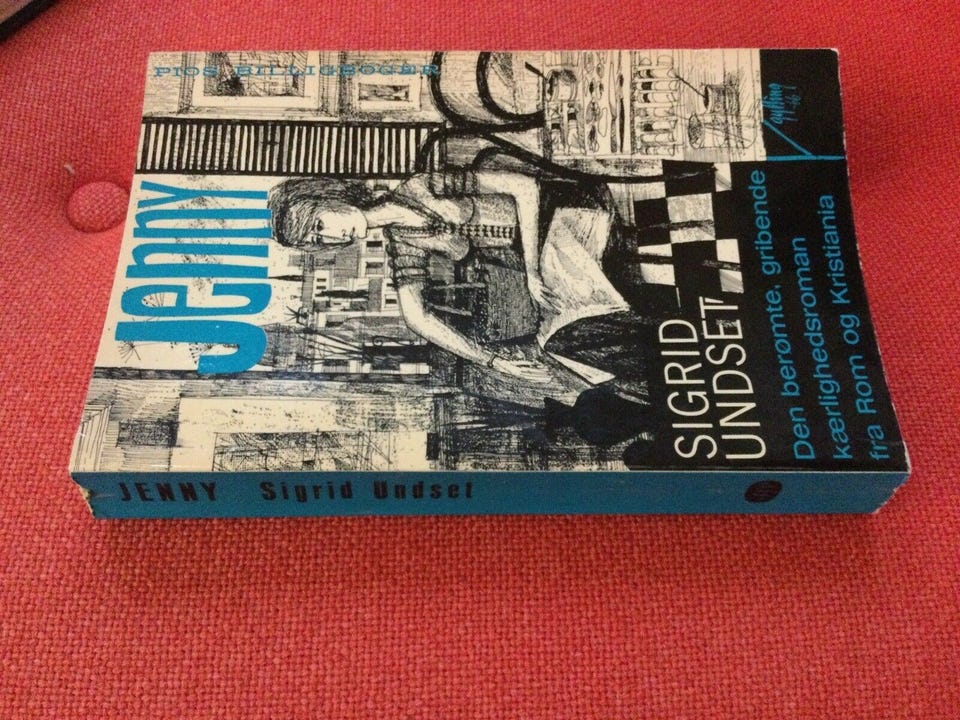 PIOS BILLIGBØGER
Jenny
SIGRID
UNDSET
Den berømte, gribende
kærlighedsroman
fra Rom og Kristiania
JENNY Sigrid Undset